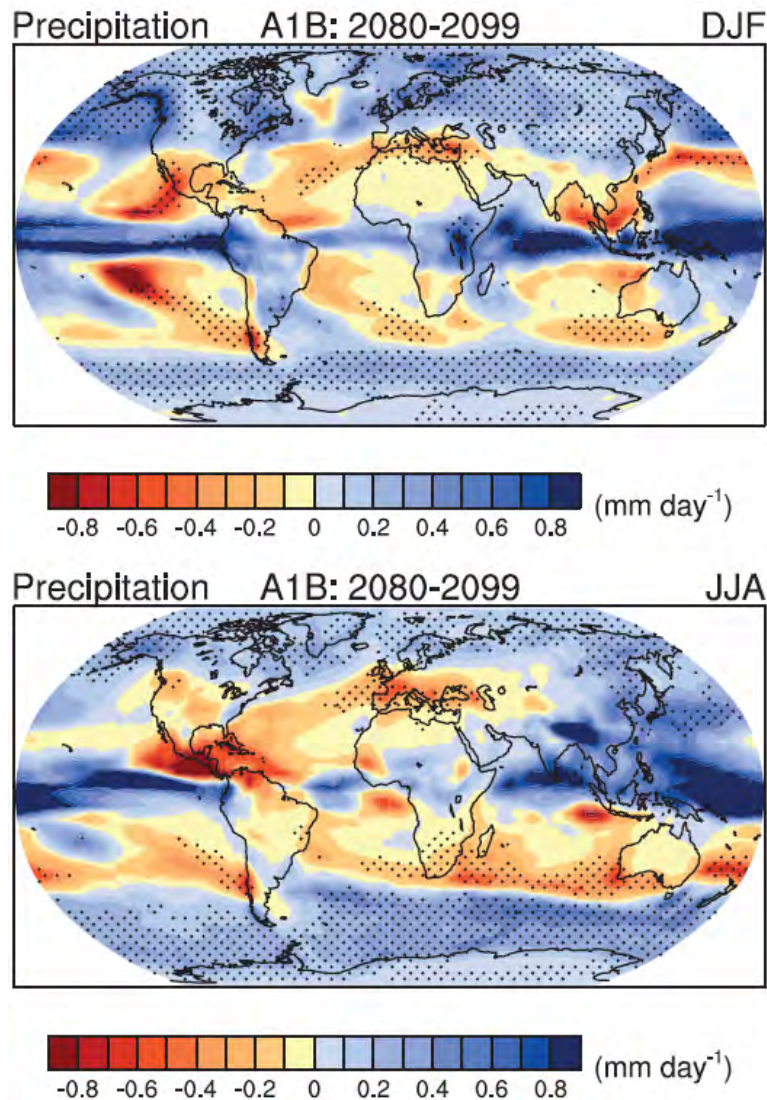 Precipitation A1B: 2080-2099 DJF
-0.8 -0.6 -0.4 -0.2 0 0.2 0.4 0.6 0.8 (mm day⁻¹)
Precipitation A1B: 2080-2099 JJA
-0.8 -0.6 -0.4 -0.2 0 0.2 0.4 0.6 0.8 (mm day⁻¹)